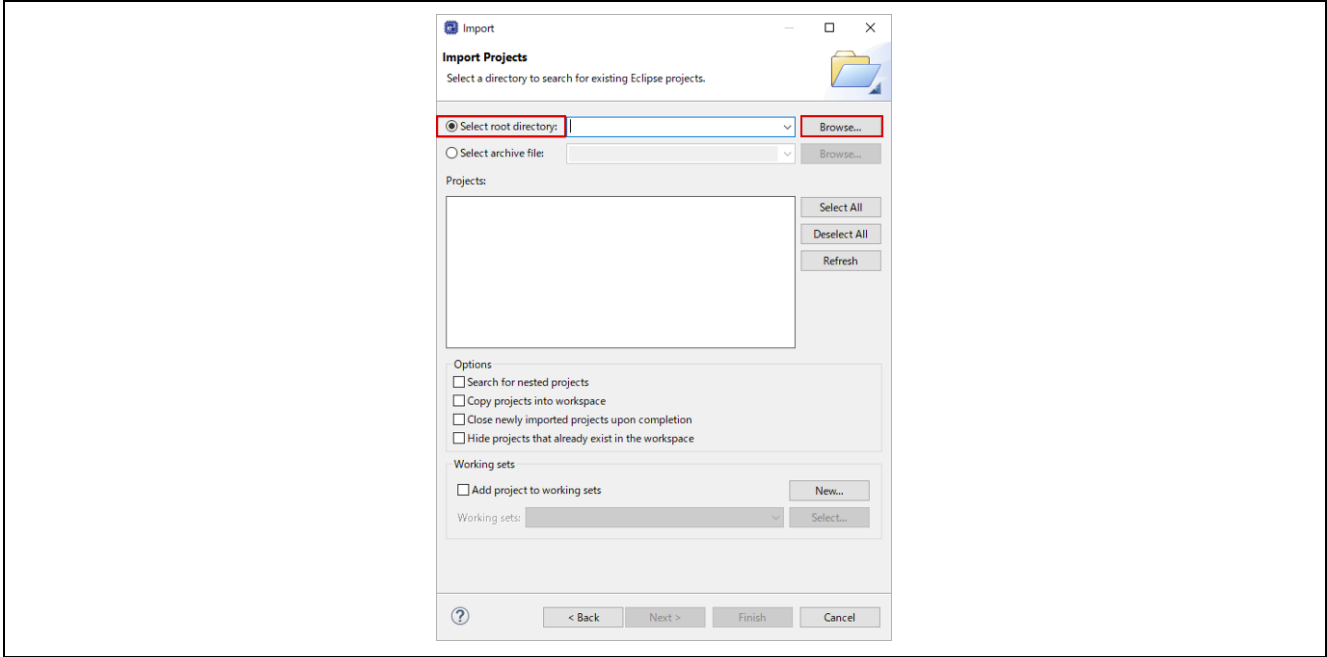 Import
Import Projects
Select a directory to search for existing Eclipse projects.
Select root directory: Browse...
Select archive file: Browse...
Projects:
Select All
Deselect All
Refresh
Options
Search for nested projects
Copy projects into workspace
Close newly imported projects upon completion
Hide projects that already exist in the workspace
Working sets
Add project to working sets New...
Working sets: Select...
? < Back Next > Finish Cancel